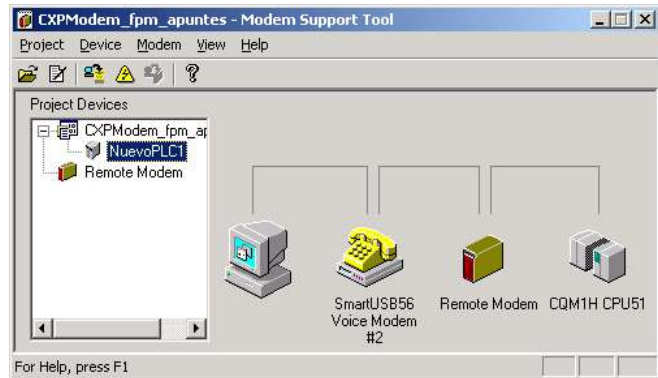 CXPModem_fpm_apuntes - Modem Support Tool
Project Device Modem View Help
Project Devices
CXPModem_fpm_ap
NuevoPLC1
Remote Modem
SmartUSB56
Voice Modem
#2
Remote Modem
CQM1H CPU51
For Help, press F1